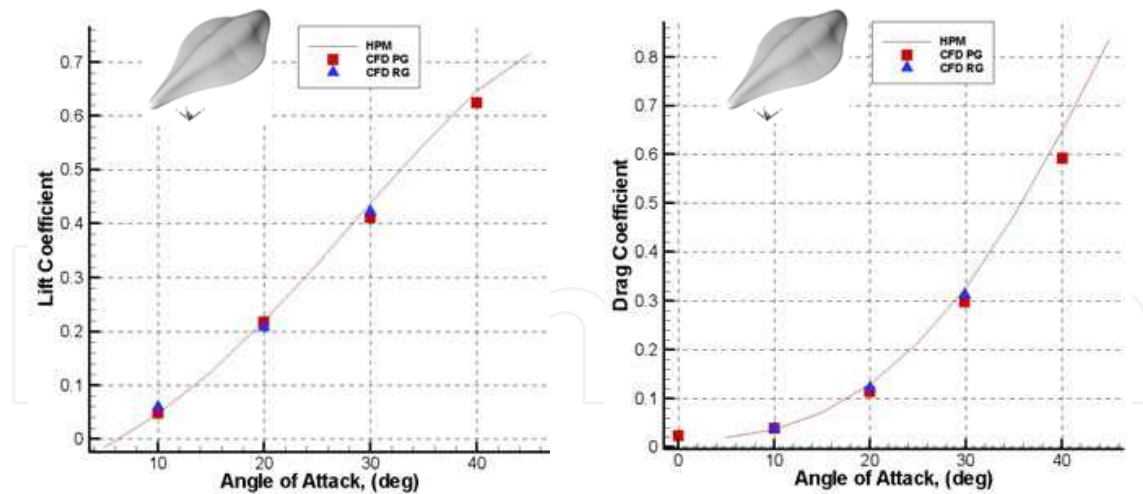 HPM
CFD PG
CFD RG
0.7
0.6
0.5
0.4
0.3
0.2
0.1
0
Lift Coefficient
10 20 30 40
Angle of Attack, (deg)
HPM
CFD PG
CFD RG
0.8
0.7
0.6
0.5
0.4
0.3
0.2
0.1
0
Drag Coefficient
0 10 20 30 40
Angle of Attack, (deg)